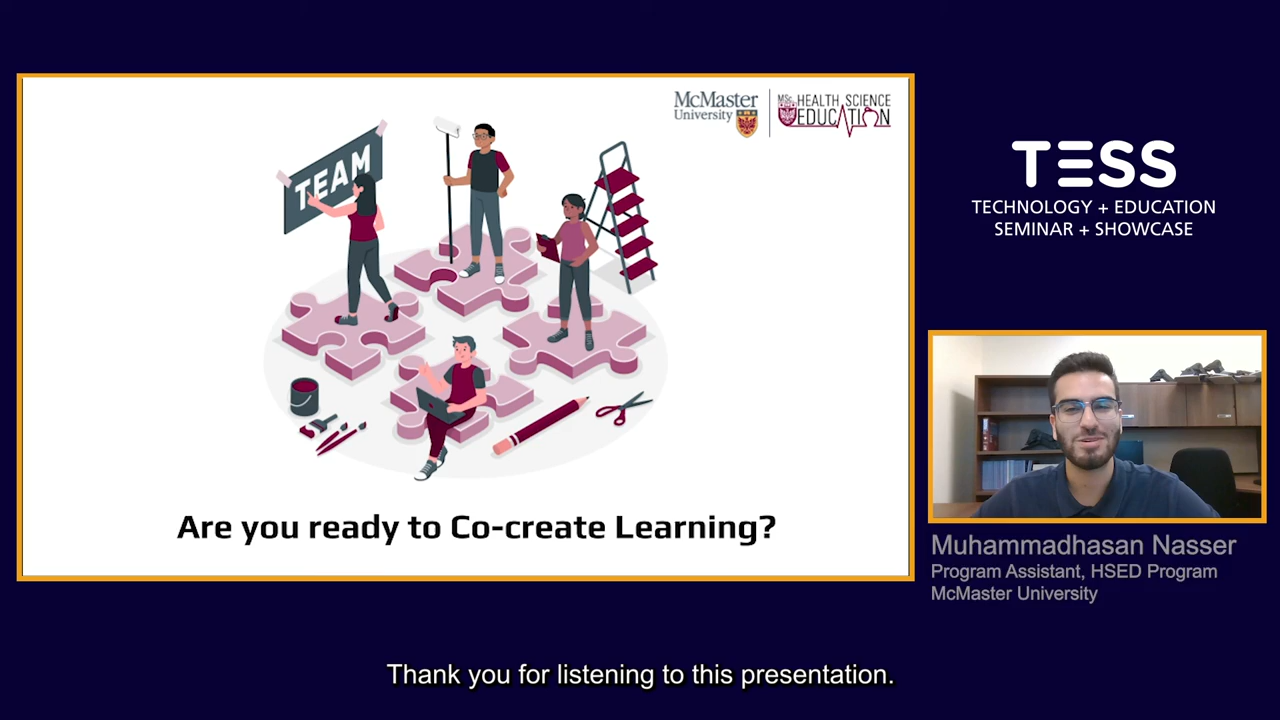 McMaster
University
MSc HEALTH SCIENCE
EDUCATION
TEAM
Are you ready to Co-create Learning?
TESS
TECHNOLOGY + EDUCATION
SEMINAR + SHOWCASE
Muhammadhasan Nasser
Program Assistant, HSED Program
McMaster University
Thank you for listening to this presentation.